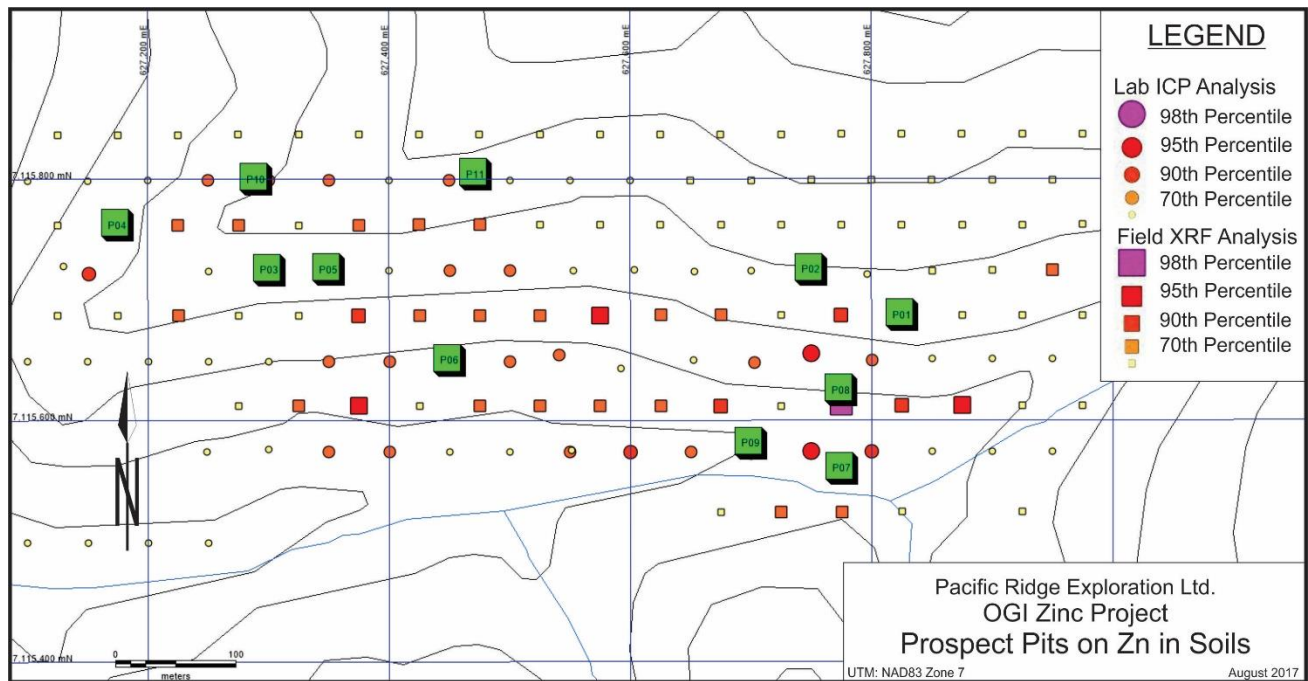 627,200 mE
627,400 mE
627,600 mE
627,800 mE
LEGEND
Lab ICP Analysis
98th Percentile
95th Percentile
90th Percentile
70th Percentile
Field XRF Analysis
98th Percentile
95th Percentile
90th Percentile
70th Percentile
7,115,800 mN
P10
P11
P04
P03
P05
P02
P01
P06
P08
7,115,600 mN
P09
P07
N
7,115,400 mN
0 100
meters
Pacific Ridge Exploration Ltd.
OGI Zinc Project
Prospect Pits on Zn in Soils
UTM: NAD83 Zone 7 August 2017